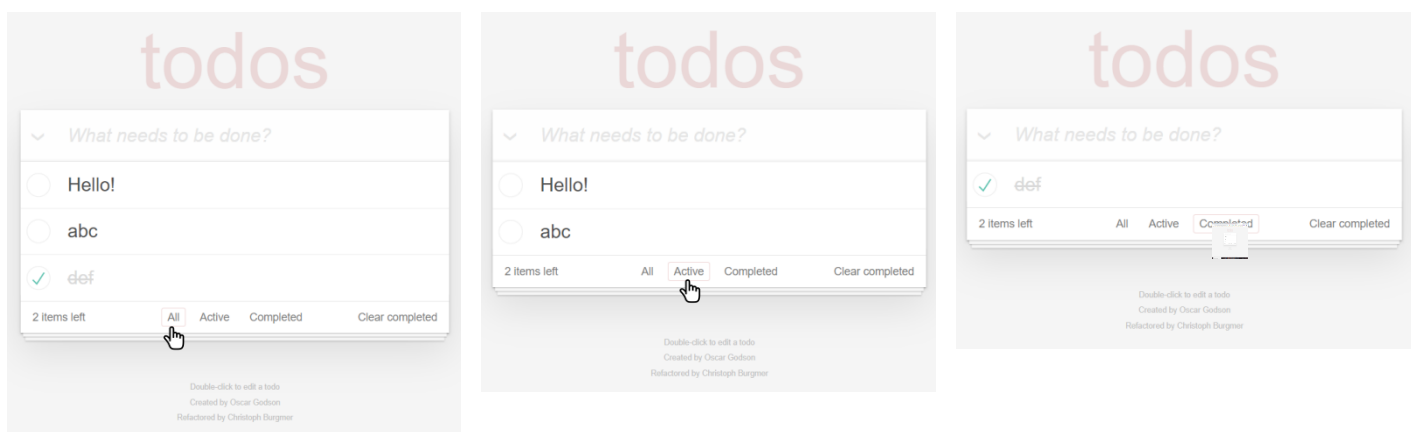 todos
What needs to be done?
Hello!
abc
def
2 items left All Active Completed Clear completed
Double-click to edit a todo
Created by Oscar Godson
Refactored by Christoph Burgmer
todos
What needs to be done?
Hello!
abc
2 items left All Active Completed Clear completed
Double-click to edit a todo
Created by Oscar Godson
Refactored by Christoph Burgmer
todos
What needs to be done?
def
2 items left All Active Completed Clear completed
Double-click to edit a todo
Created by Oscar Godson
Refactored by Christoph Burgmer